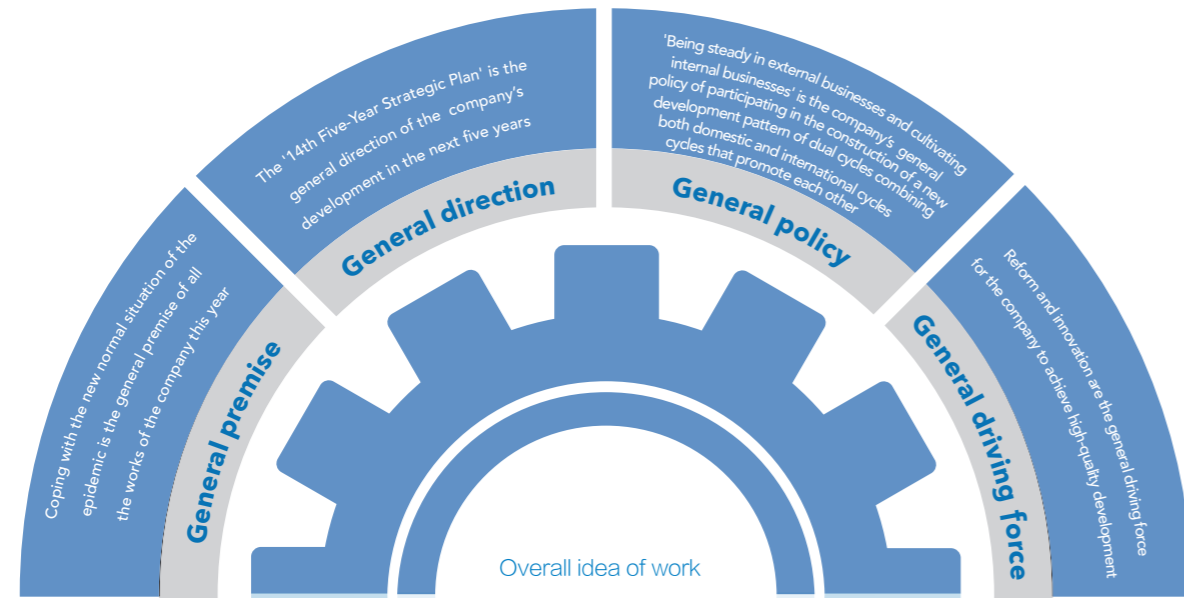 Coping with the new normal situation of the
epidemic is the general premise of all
the works of the company this year
General premise
The '14th Five-Year Strategic Plan' is the
general direction of the company's
development in the next five years
General direction
'Being steady in external businesses and cultivating
internal businesses' is the company's general
policy of participating in the construction of a new
development pattern of dual cycles combining
both domestic and international cycles
cycles that promote each other
General policy
Reform and innovation are the general driving force
for the company to achieve high-quality development
General driving force
Overall idea of work